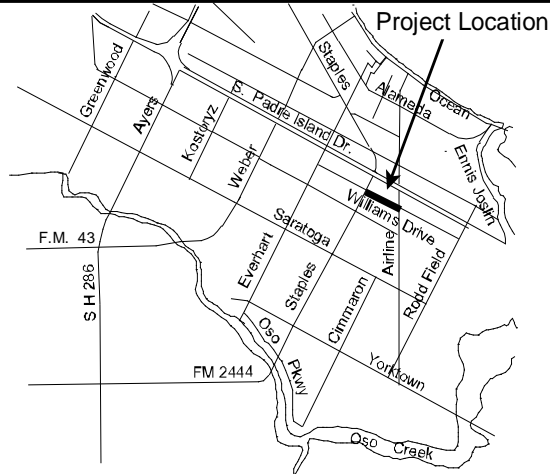 Project Location
Staples
Ocean
Alameda
Greenwood
Ayers
Kostoryz
S. Padre Island Dr.
Weber
Ennis Joslin
Williams Drive
Saratoga
Airline
F.M. 43
Everhart
Rodd Field
S H 286
Staples
Cimmaron
Oso
Pkwy
Yorktown
FM 2444
Oso Creek